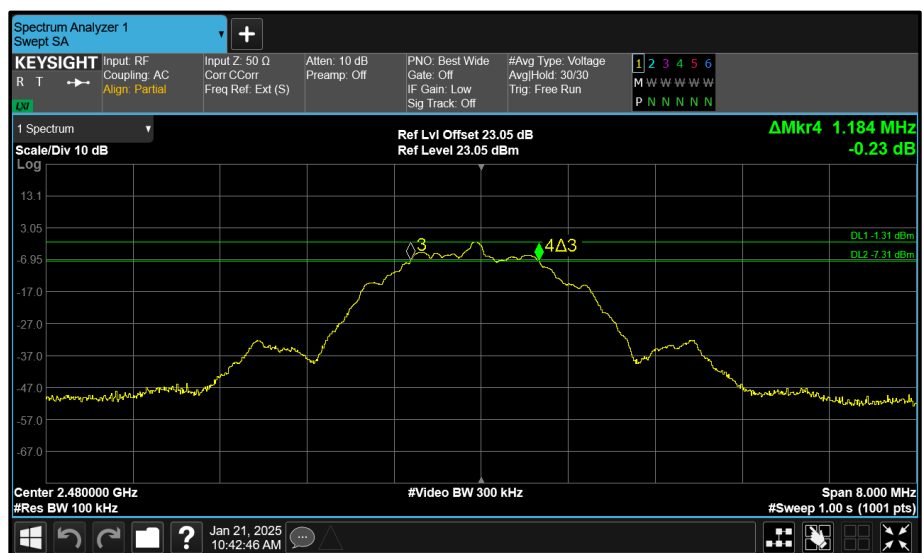 Spectrum Analyzer 1
Swept SA
KEYSIGHT
R T
LXI
Input: RF
Coupling: AC
Align: Partial
Input Z: 50 Ω
Corr CCorr
Freq Ref: Ext (S)
Atten: 10 dB
Preamp: Off
PNO: Best Wide
Gate: Off
IF Gain: Low
Sig Track: Off
#Avg Type: Voltage
Avg|Hold: 30/30
Trig: Free Run
1 2 3 4 5 6
M W W W W W
P N N N N N
1 Spectrum
Scale/Div 10 dB
Log
Ref Lvl Offset 23.05 dB
Ref Level 23.05 dBm
ΔMkr4 1.184 MHz
-0.23 dB
13.1
3.05
-6.95
-17.0
-27.0
-37.0
-47.0
-57.0
-67.0
3
4Δ3
DL1 -1.31 dBm
DL2 -7.31 dBm
Center 2.480000 GHz
#Res BW 100 kHz
#Video BW 300 kHz
Span 8.000 MHz
#Sweep 1.00 s (1001 pts)
?
Jan 21, 2025
10:42:46 AM